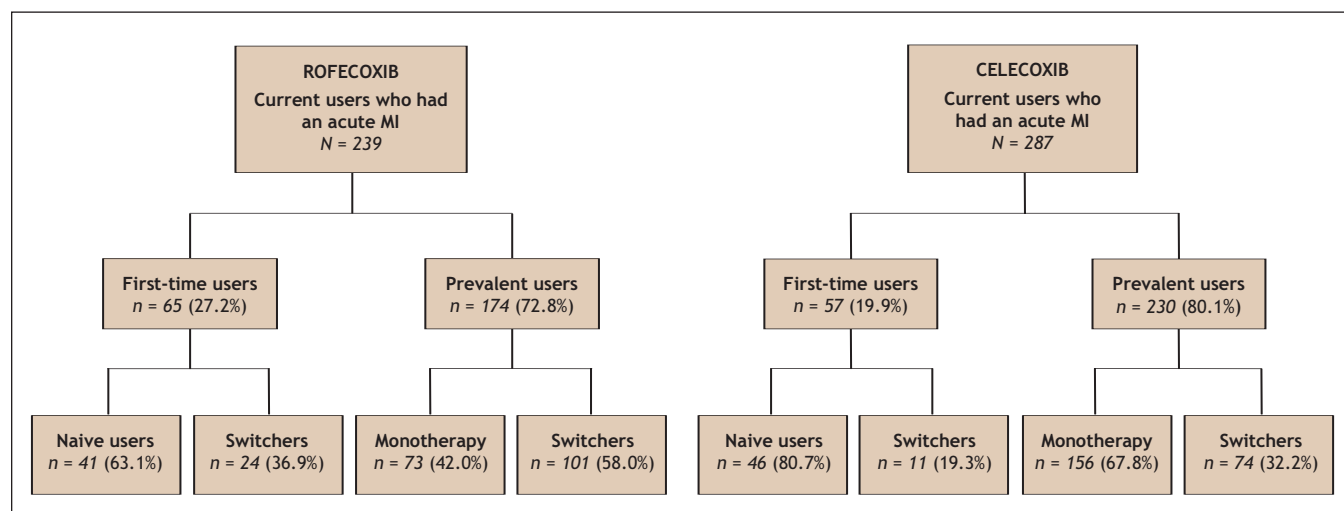 ROFECOXIB
Current users who had
an acute MI
N = 239
CELECOXIB
Current users who
had an acute MI
N = 287
First-time users
n = 65 (27.2%)
Prevalent users
n = 174 (72.8%)
First-time users
n = 57 (19.9%)
Prevalent users
n = 230 (80.1%)
Naive users
n = 41 (63.1%)
Switchers
n = 24 (36.9%)
Monotherapy
n = 73 (42.0%)
Switchers
n = 101 (58.0%)
Naive users
n = 46 (80.7%)
Switchers
n = 11 (19.3%)
Monotherapy
n = 156 (67.8%)
Switchers
n = 74 (32.2%)